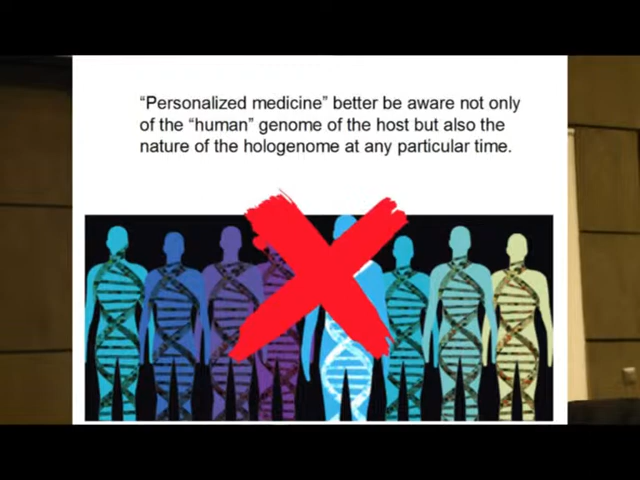 “Personalized medicine” better be aware not only
of the “human” genome of the host but also the
nature of the hologenome at any particular time.